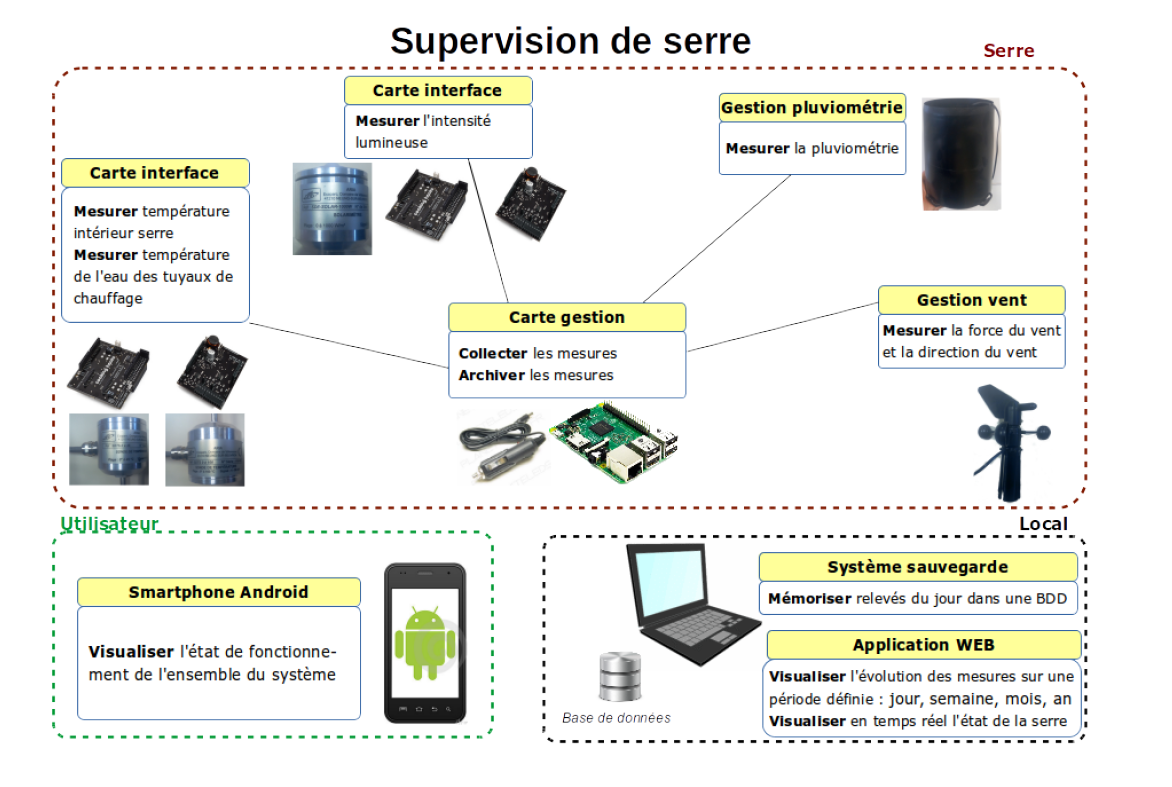 Supervision de serre
Serre
Carte interface
Mesurer l'intensité
lumineuse
Gestion pluviométrie
Mesurer la pluviométrie
Carte interface
Mesurer température
intérieur serre
Mesurer température
de l'eau des tuyaux de
chauffage
Carte gestion
Collecter les mesures
Archiver les mesures
Gestion vent
Mesurer la force du vent
et la direction du vent
Utilisateur
Smartphone Android
Visualiser l'état de fonctionne-
ment de l'ensemble du système
Local
Système sauvegarde
Mémoriser relevés du jour dans une BDD
Application WEB
Visualiser l'évolution des mesures sur une
période définie : jour, semaine, mois, an
Visualiser en temps réel l'état de la serre
Base de données